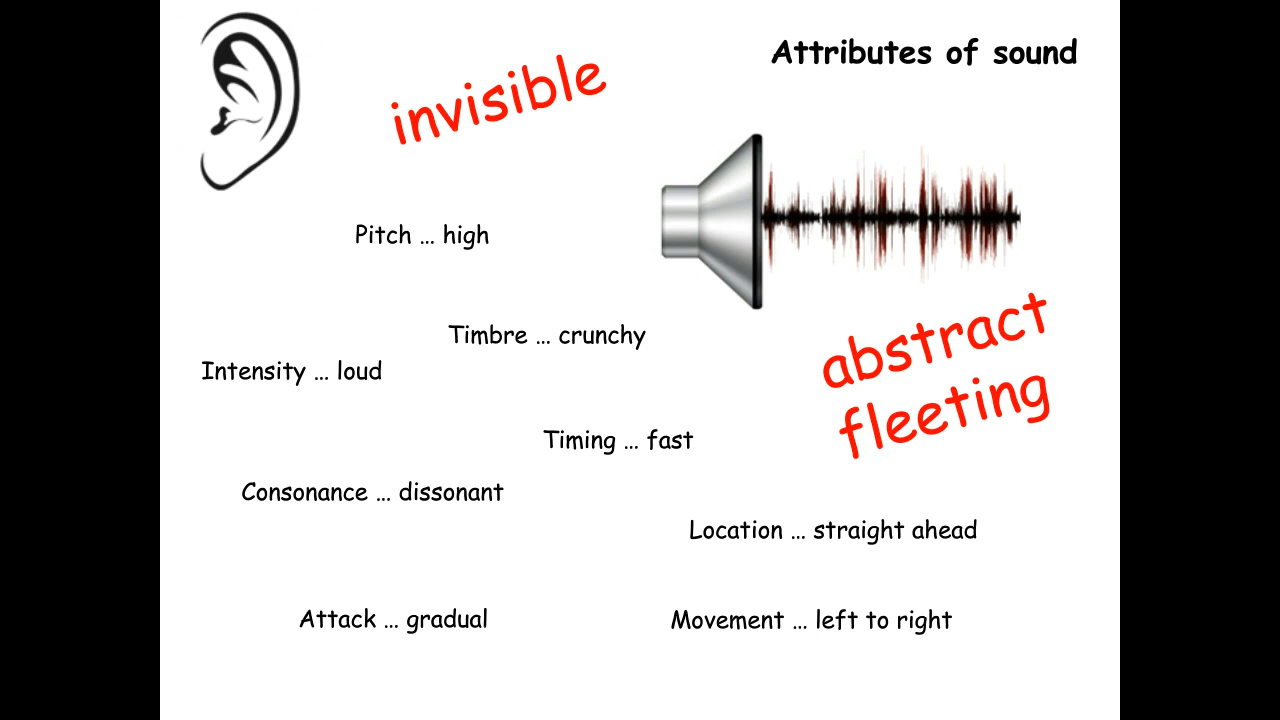 Attributes of sound
invisible
Pitch … high
abstract
fleeting
Timbre … crunchy
Intensity … loud
Timing … fast
Consonance … dissonant
Location … straight ahead
Attack … gradual
Movement … left to right